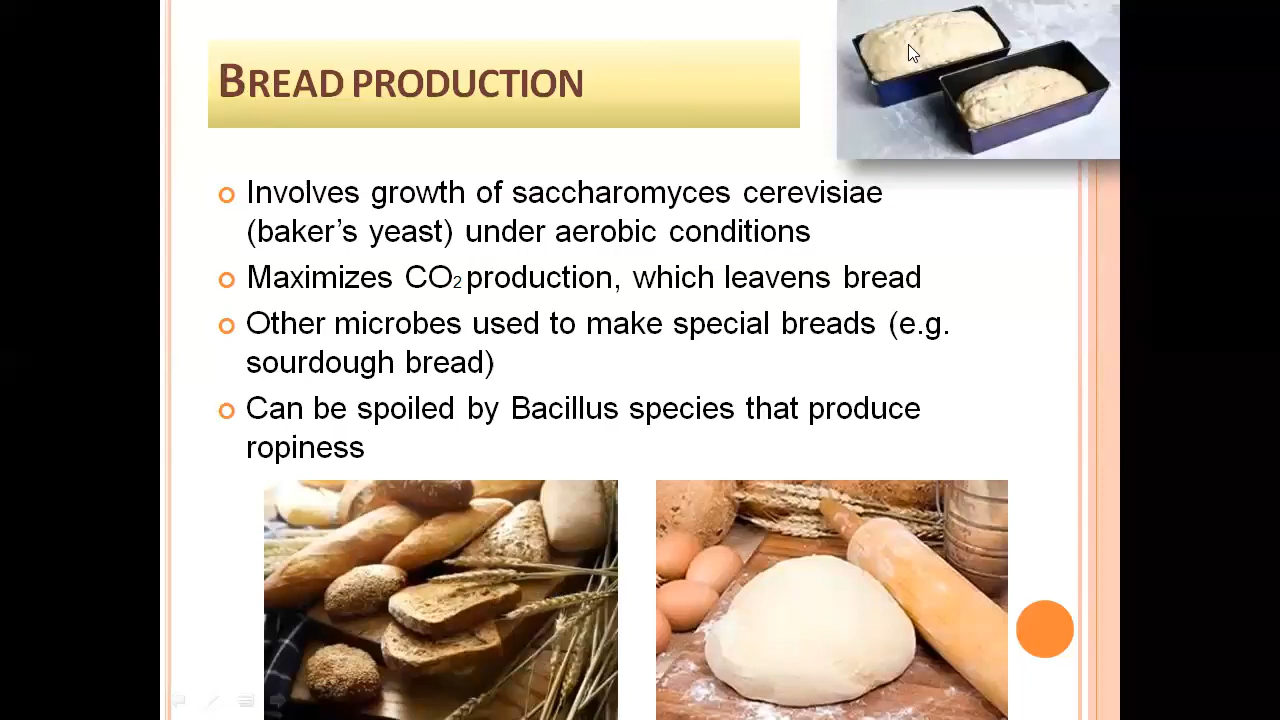 BREAD PRODUCTION
Involves growth of saccharomyces cerevisiae
(baker’s yeast) under aerobic conditions
Maximizes CO₂ production, which leavens bread
Other microbes used to make special breads (e.g.
sourdough bread)
Can be spoiled by Bacillus species that produce
ropiness